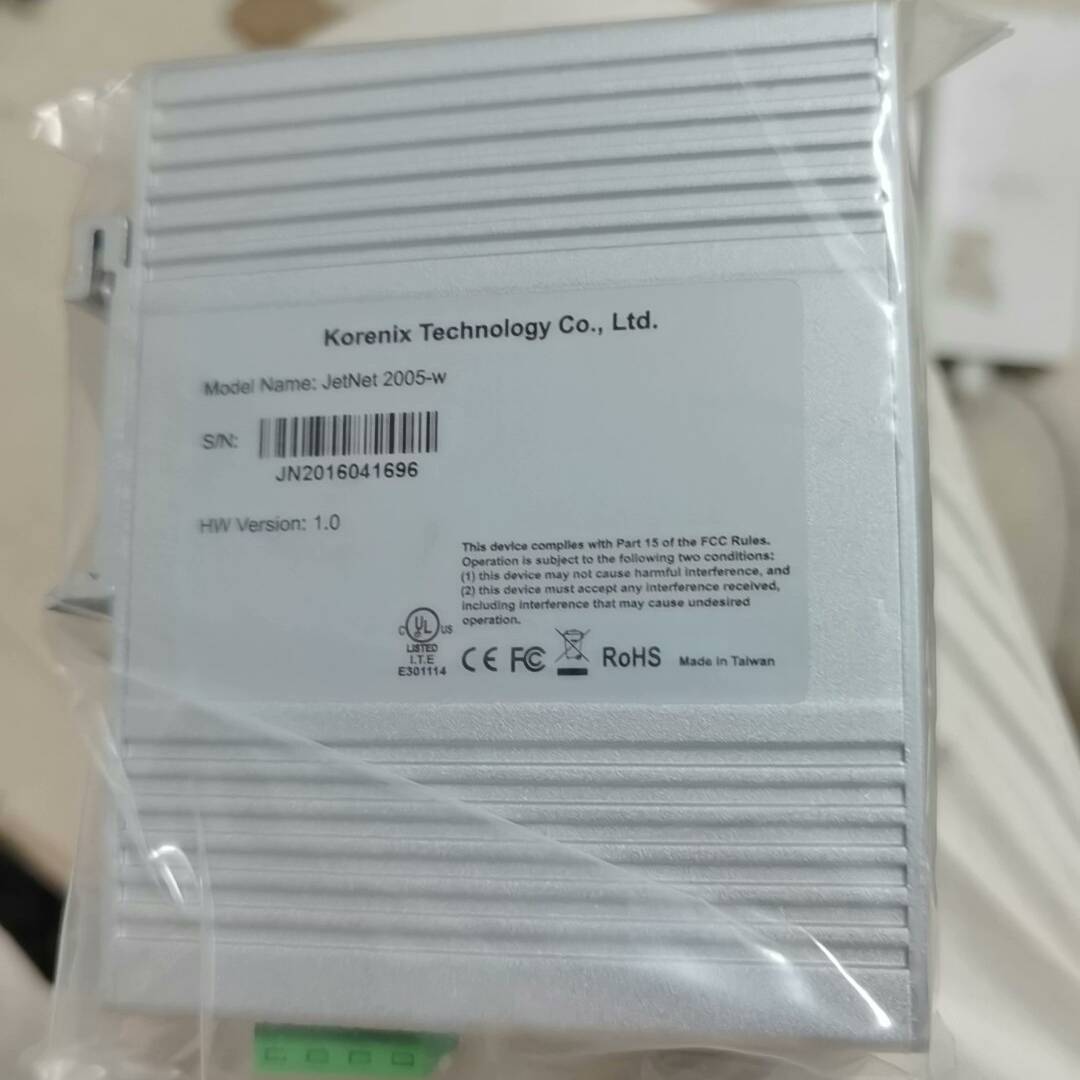 Korenix Technology Co., Ltd.
Model Name: JetNet 2005-w
S/N:
JN2016041696
HW Version: 1.0
This device complies with Part 15 of the FCC Rules.
Operation is subject to the following two conditions:
(1) this device may not cause harmful interference, and
(2) this device must accept any interference received,
including interference that may cause undesired
operation.
c UL us
LISTED
I.T.E
E301114
CE FC RoHS Made in Taiwan